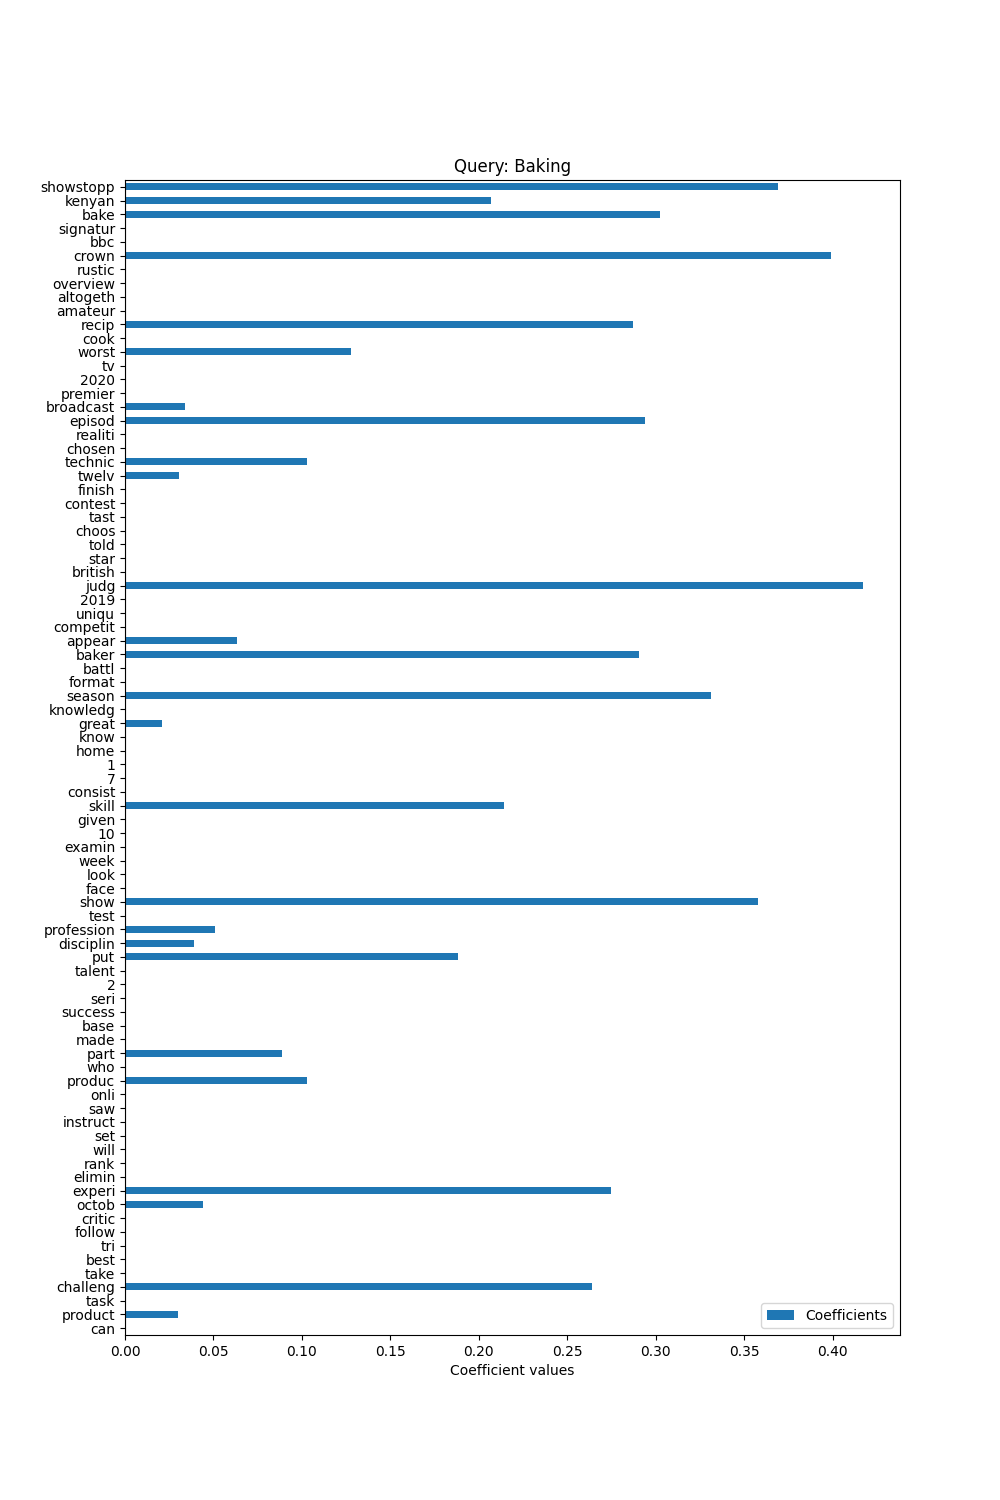 Query: Baking
showstopp
kenyan
bake
signatur
bbc
crown
rustic
overview
altogeth
amateur
recip
cook
worst
tv
2020
premier
broadcast
episod
realiti
chosen
technic
twelv
finish
contest
tast
choos
told
star
british
judg
2019
uniqu
competit
appear
baker
battl
format
season
knowledg
great
know
home
1
7
consist
skill
given
10
examin
week
look
face
show
test
profession
disciplin
put
talent
2
seri
success
base
made
part
who
produc
onli
saw
instruct
set
will
rank
elimin
experi
octob
critic
follow
tri
best
take
challeng
task
product
can
Coefficients
0.00 0.05 0.10 0.15 0.20 0.25 0.30 0.35 0.40
Coefficient values